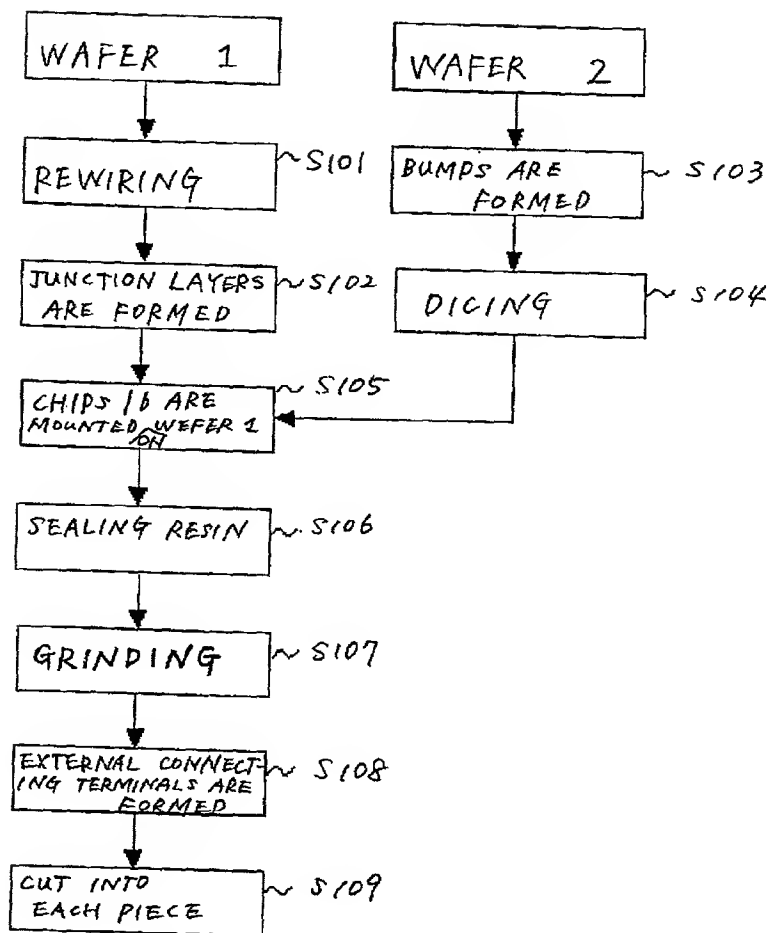 WAFER 1
REWIRING
S101
JUNCTION LAYERS
ARE FORMED
S102
WAFER 2
BUMPS ARE
FORMED
S103
DICING
S104
CHIPS 1b ARE
MOUNTED ON WEFER 1
S105
SEALING RESIN
S106
GRINDING
S107
EXTERNAL CONNECT-
ING TERMINALS ARE
FORMED
S108
CUT INTO
EACH PIECE
S109